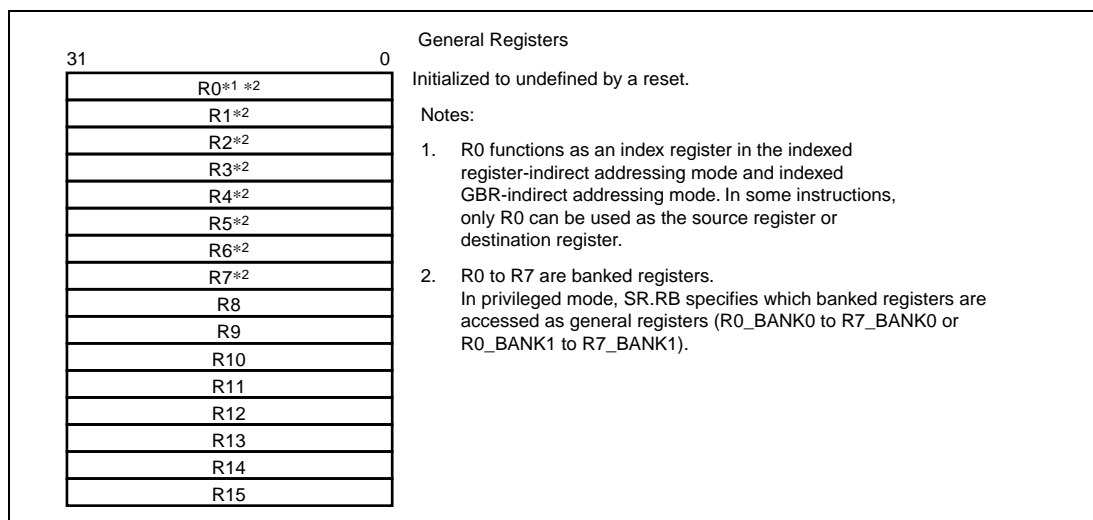 General Registers
31 0
Initialized to undefined by a reset.
R0*1 *2
R1*2
R2*2
R3*2
R4*2
R5*2
R6*2
R7*2
R8
R9
R10
R11
R12
R13
R14
R15
Notes:
1. R0 functions as an index register in the indexed
register-indirect addressing mode and indexed
GBR-indirect addressing mode. In some instructions,
only R0 can be used as the source register or
destination register.
2. R0 to R7 are banked registers.
In privileged mode, SR.RB specifies which banked registers are
accessed as general registers (R0_BANK0 to R7_BANK0 or
R0_BANK1 to R7_BANK1).